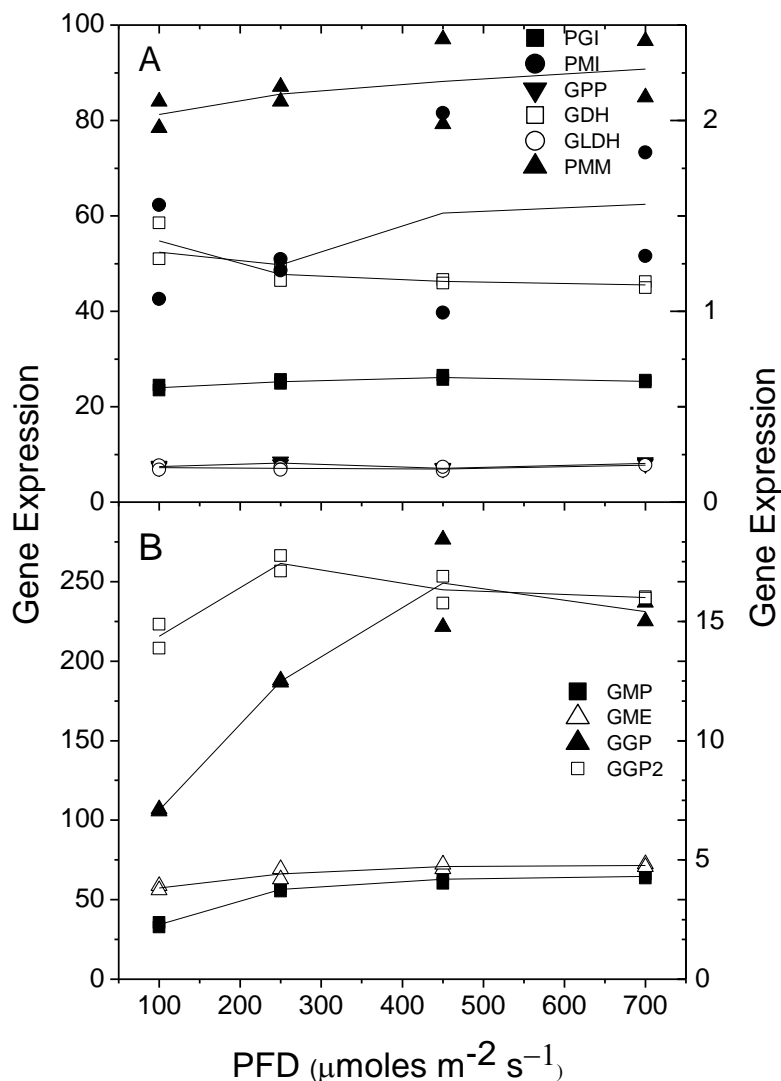 A
100
80
60
40
20
0
PGI
PMI
GPP
GDH
GLDH
PMM
2
1
0
Gene Expression
Gene Expression
B
250
200
150
100
50
0
GMP
GME
GGP
GGP2
15
10
5
0
100 200 300 400 500 600 700
PFD (μmoles m⁻² s⁻¹)